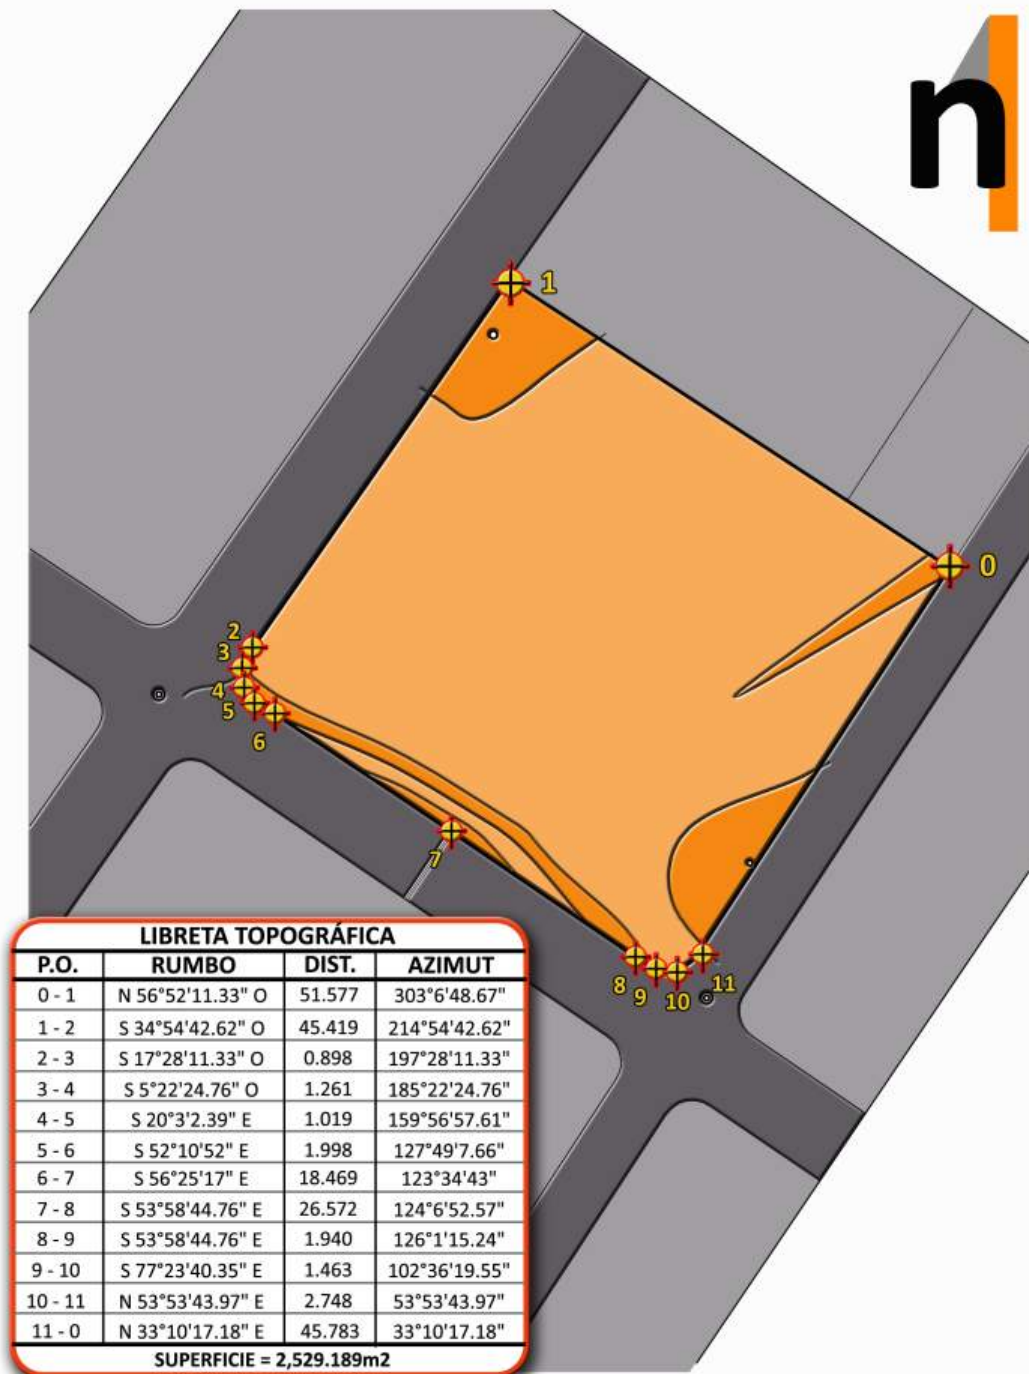 n
1
0
2
3
4
5
6
7
8
9
10
11
LIBRETA TOPOGRÁFICA
P.O. RUMBO DIST. AZIMUT
0 - 1 N 56°52'11.33" O 51.577 303°6'48.67"
1 - 2 S 34°54'42.62" O 45.419 214°54'42.62"
2 - 3 S 17°28'11.33" O 0.898 197°28'11.33"
3 - 4 S 5°22'24.76" O 1.261 185°22'24.76"
4 - 5 S 20°3'2.39" E 1.019 159°56'57.61"
5 - 6 S 52°10'52" E 1.998 127°49'7.66"
6 - 7 S 56°25'17" E 18.469 123°34'43"
7 - 8 S 53°58'44.76" E 26.572 124°6'52.57"
8 - 9 S 53°58'44.76" E 1.940 126°1'15.24"
9 - 10 S 77°23'40.35" E 1.463 102°36'19.55"
10 - 11 N 53°53'43.97" E 2.748 53°53'43.97"
11 - 0 N 33°10'17.18" E 45.783 33°10'17.18"
SUPERFICIE = 2,529.189m2